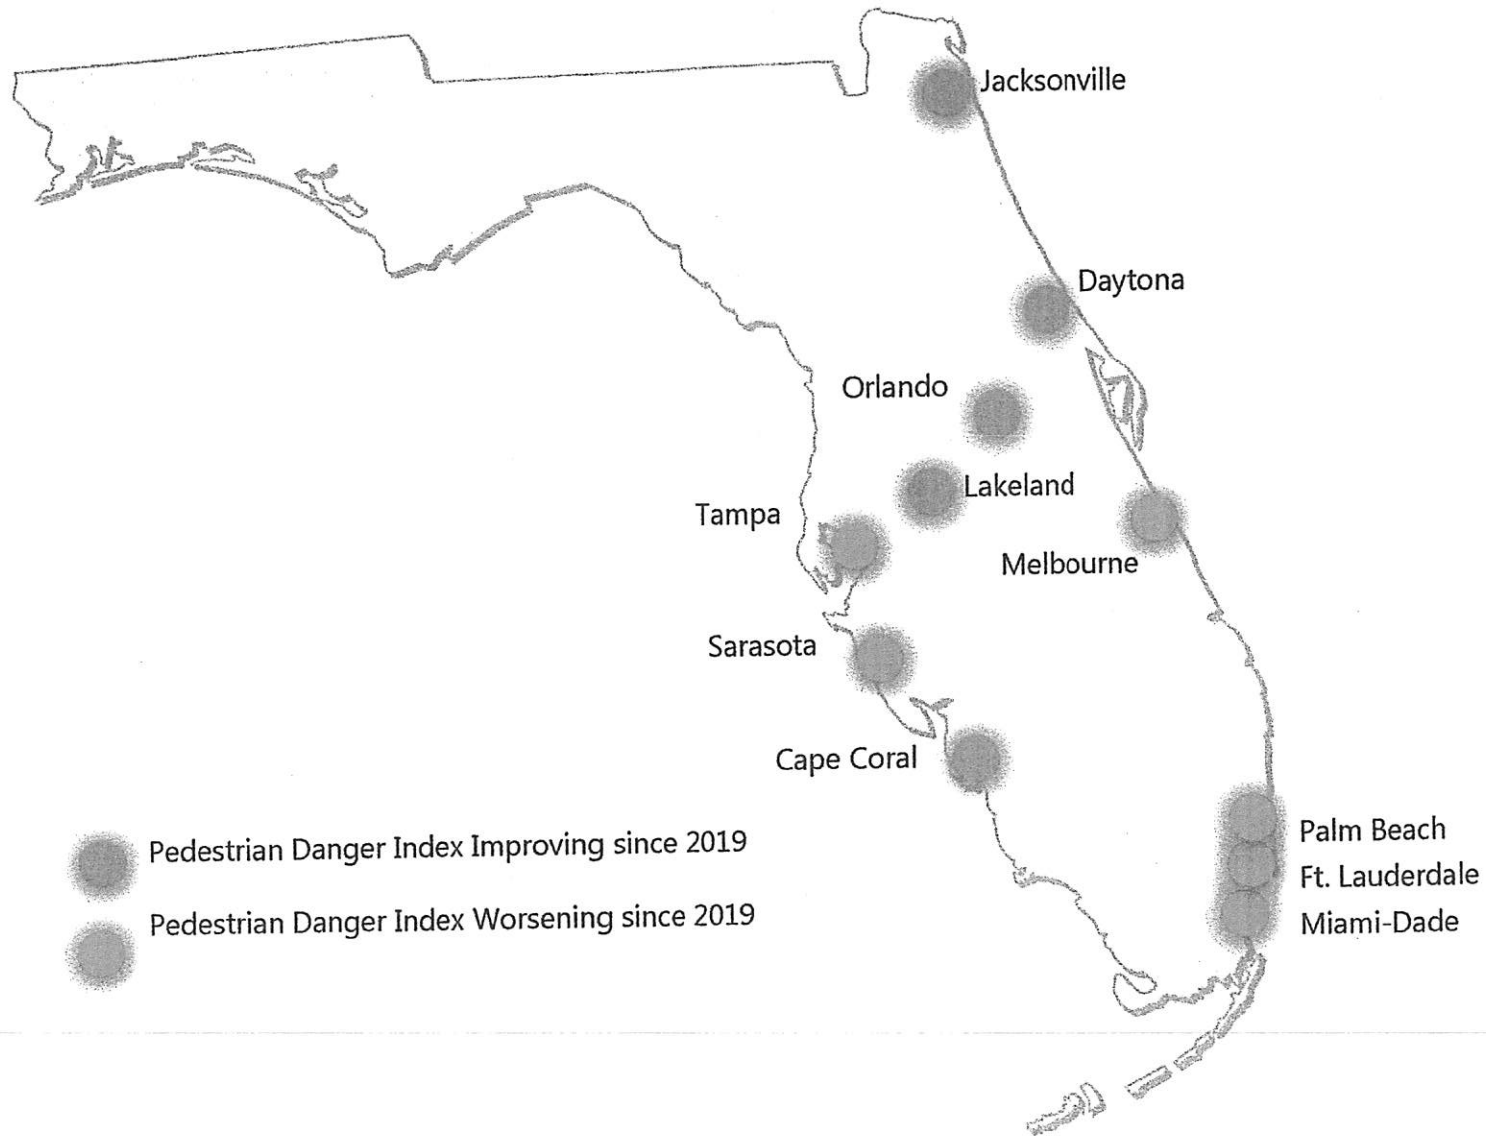 Jacksonville
Daytona
Orlando
Lakeland
Tampa
Melbourne
Sarasota
Cape Coral
Pedestrian Danger Index Improving since 2019
Palm Beach
Ft. Lauderdale
Pedestrian Danger Index Worsening since 2019
Miami-Dade